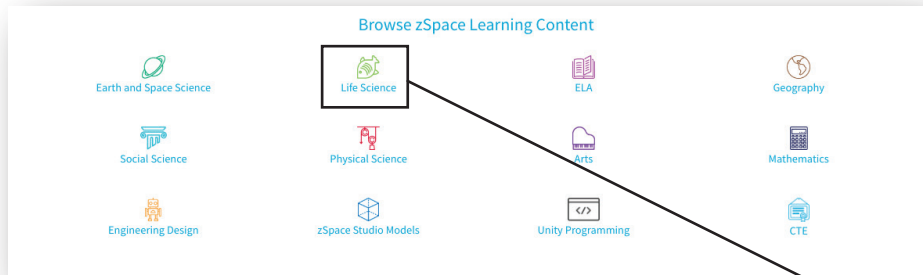 Browse zSpace Learning Content
Earth and Space Science
Life Science
ELA
Geography
Social Science
Physical Science
Arts
Mathematics
Engineering Design
zSpace Studio Models
</>
Unity Programming
CTE